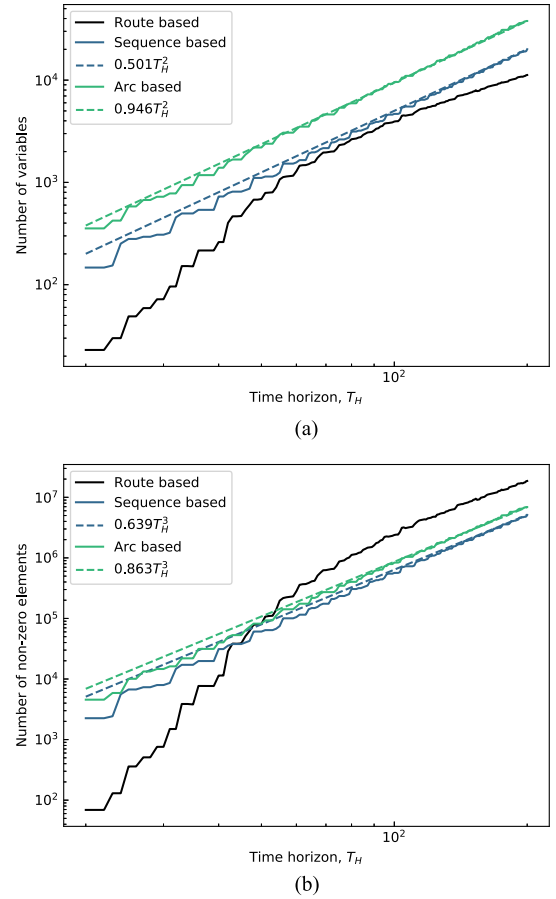 Route based
Sequence based
0.501T_H^2
Arc based
0.946T_H^2
Number of variables
10^4
10^3
10^2
10^2
Time horizon, T_H
(a)
Route based
Sequence based
0.639T_H^3
Arc based
0.863T_H^3
Number of non-zero elements
10^7
10^6
10^5
10^4
10^3
10^2
10^2
Time horizon, T_H
(b)